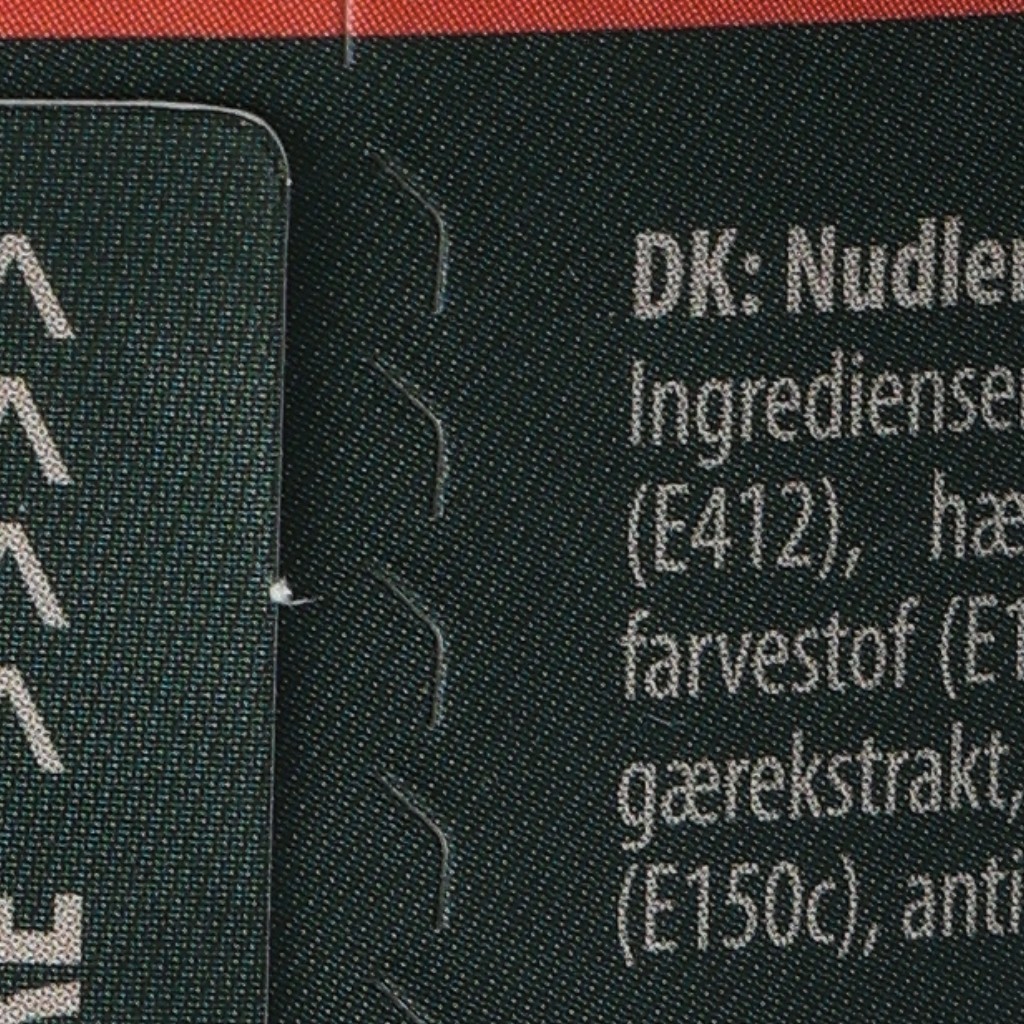 DK: Nudler
Ingredienser
(E412), hæ
farvestof (E1
gærekstrakt,
(E150c), anti